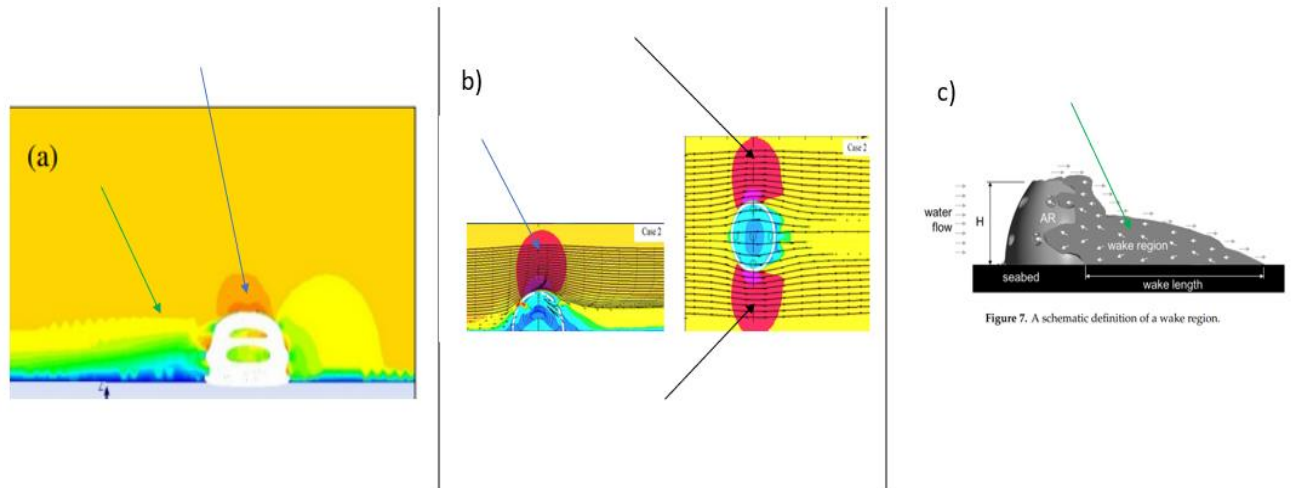 (a)
b)
Case 2
Case 2
c)
water
flow
H
AR
wake region
seabed
wake length
Figure 7. A schematic definition of a wake region.